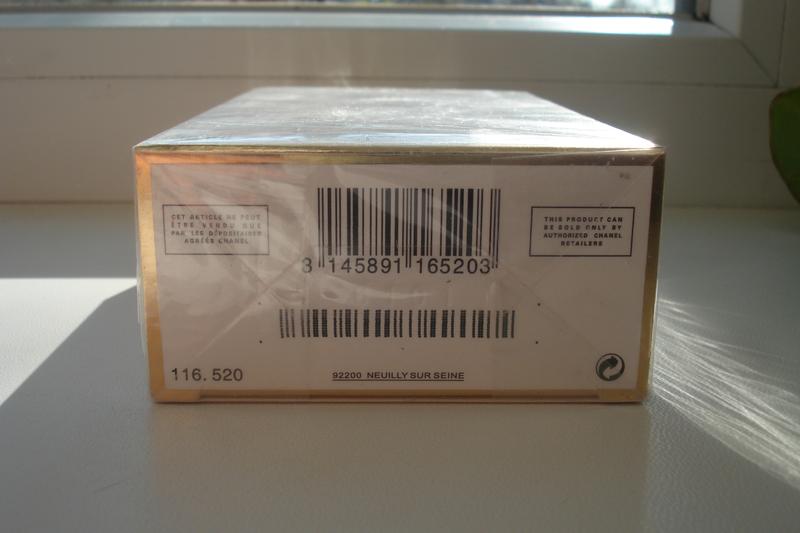 CET ARTICLE NE PEUT
ÊTRE VENDU QUE
PAR LES DÉPOSITAIRES
AGRÉÉS CHANEL
THIS PRODUCT CAN
BE SOLD ONLY BY
AUTHORIZED CHANEL
RETAILERS
3 145891 165203
116.520
92200 NEUILLY SUR SEINE